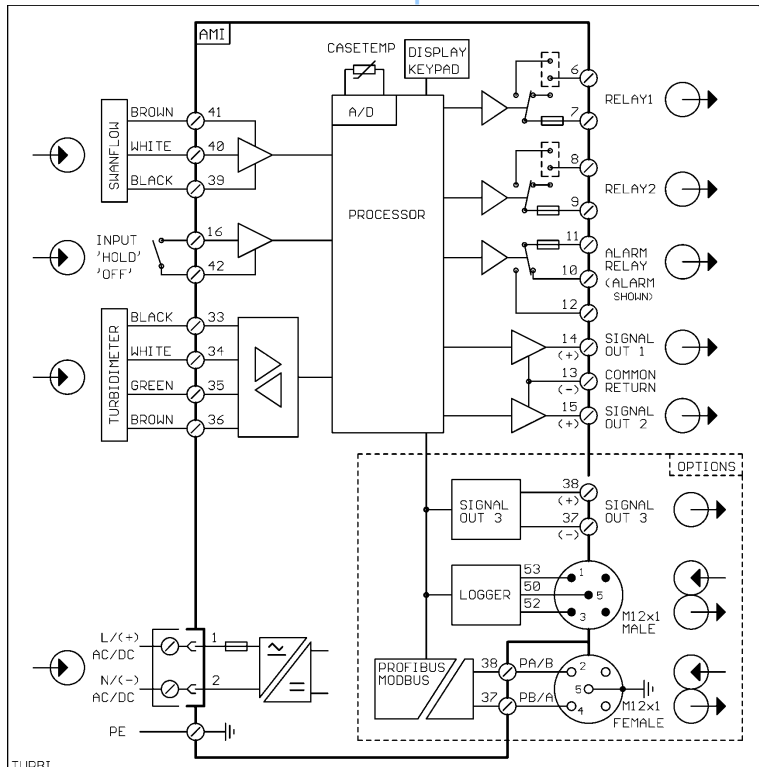 AMI
CASETEMP
DISPLAY
KEYPAD
A/D
PROCESSOR
SWANFLOW
BROWN 41
WHITE 40
BLACK 39
INPUT
'HOLD'
'OFF'
16
42
TURBIDIMETER
BLACK 33
WHITE 34
GREEN 35
BROWN 36
6
7
RELAY1
8
9
RELAY2
11
10
12
ALARM
RELAY
(ALARM
SHOWN)
14
(+)
SIGNAL
OUT 1
13
(-)
COMMON
RETURN
15
(+)
SIGNAL
OUT 2
OPTIONS
SIGNAL
OUT 3
38
(+)
37
(-)
SIGNAL
OUT 3
LOGGER
53
50
52
1
5
3
M12x1
MALE
PROFIBUS
MODBUS
38 PA/B
37 PB/A
2
5
4
M12x1
FEMALE
L/(+)
AC/DC
1
N/(-)
AC/DC
2
PE
TURBI